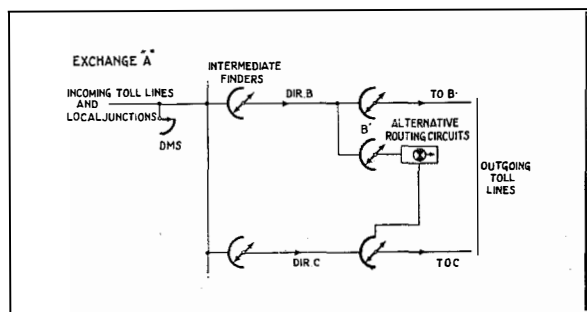 EXCHANGE "A"
INTERMEDIATE
FINDERS
INCOMING TOLL LINES
AND
LOCAL JUNCTIONS
DMS
DIR.B
TO B.
B'
ALTERNATIVE
ROUTING CIRCUITS
OUTGOING
TOLL
LINES
DIR.C
TO C